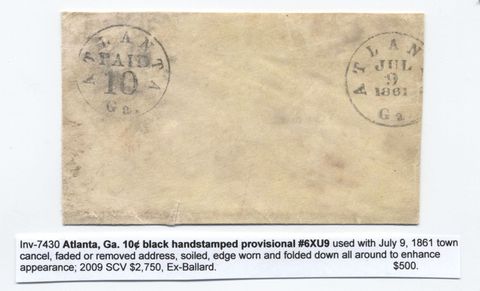 ATLANTA
PAID
10
Ga.
ATLAN
JUL
9
1861
Ga.
Inv-7430 Atlanta, Ga. 10¢ black handstamped provisional #6XU9 used with July 9, 1861 town
cancel, faded or removed address, soiled, edge worn and folded down all around to enhance
appearance; 2009 SCV $2,750, Ex-Ballard. $500.